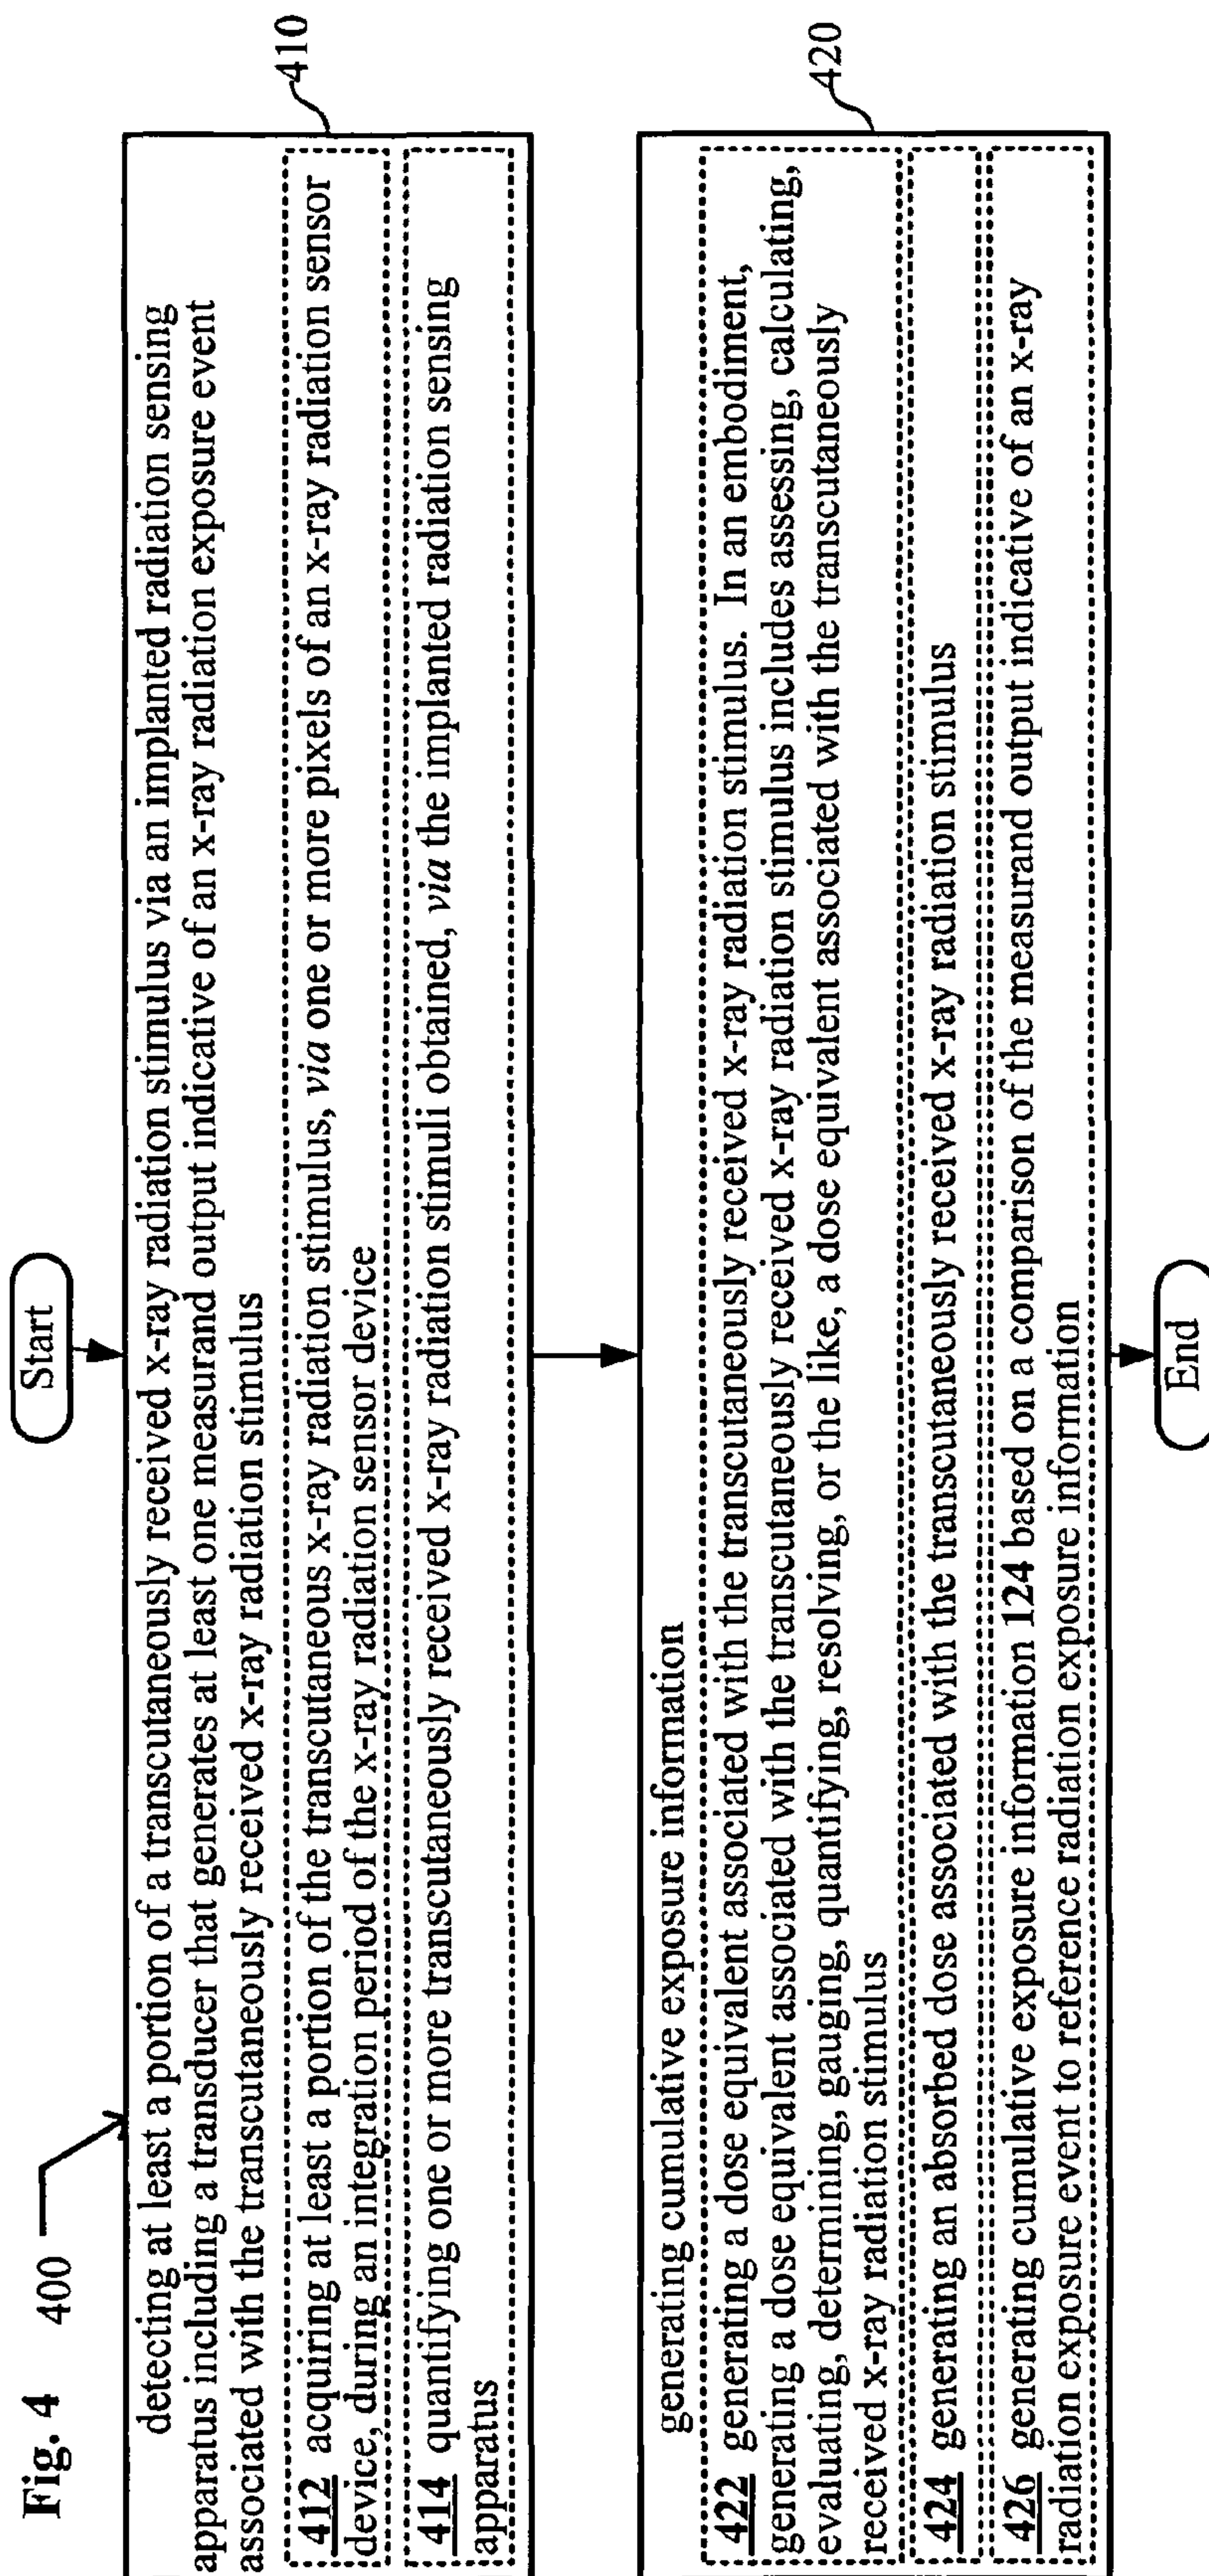 Fig. 4
400
Start
detecting at least a portion of a transcutaneously received x-ray radiation stimulus via an implanted radiation sensing
apparatus including a transducer that generates at least one measurand output indicative of an x-ray radiation exposure event
associated with the transcutaneously received x-ray radiation stimulus
410
412 acquiring at least a portion of the transcutaneous x-ray radiation stimulus, via one or more pixels of an x-ray radiation sensor
device, during an integration period of the x-ray radiation sensor device
414 quantifying one or more transcutaneously received x-ray radiation stimuli obtained, via the implanted radiation sensing
apparatus
generating cumulative exposure information
420
422 generating a dose equivalent associated with the transcutaneously received x-ray radiation stimulus. In an embodiment,
generating a dose equivalent associated with the transcutaneously received x-ray radiation stimulus includes assessing, calculating,
evaluating, determining, gauging, quantifying, resolving, or the like, a dose equivalent associated with the transcutaneously
received x-ray radiation stimulus
424 generating an absorbed dose associated with the transcutaneously received x-ray radiation stimulus
426 generating cumulative exposure information 124 based on a comparison of the measurand output indicative of an x-ray
radiation exposure event to reference radiation exposure information
End